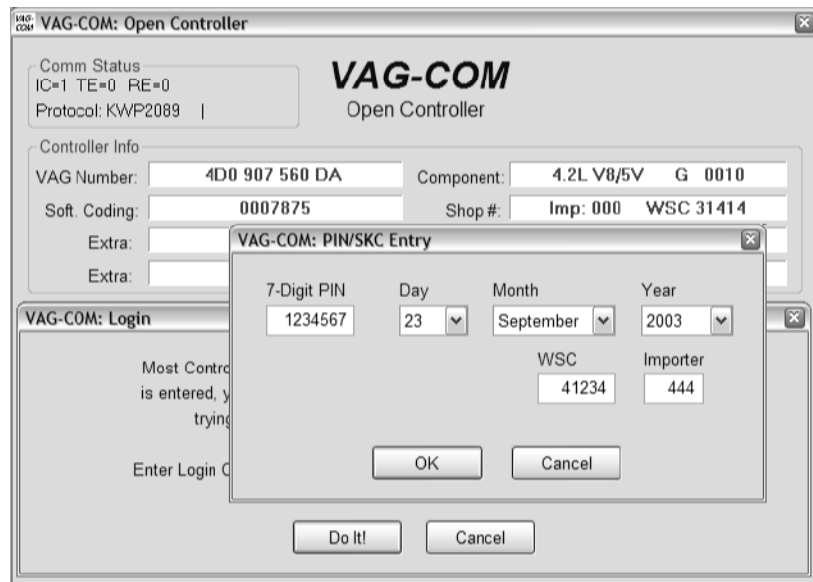 VAG-COM VAG-COM: Open Controller
Comm Status
IC=1 TE=0 RE=0
Protocol: KWP2089 |
VAG-COM
Open Controller
Controller Info
VAG Number: 4D0 907 560 DA Component: 4.2L V8/5V G 0010
Soft. Coding: 0007875 Shop #: Imp: 000 WSC 31414
Extra:
Extra:
VAG-COM: PIN/SKC Entry
7-Digit PIN Day Month Year
1234567 23 September 2003
WSC Importer
41234 444
OK Cancel
VAG-COM: Login
Most Contro
is entered, y
trying
Enter Login C
Do It! Cancel